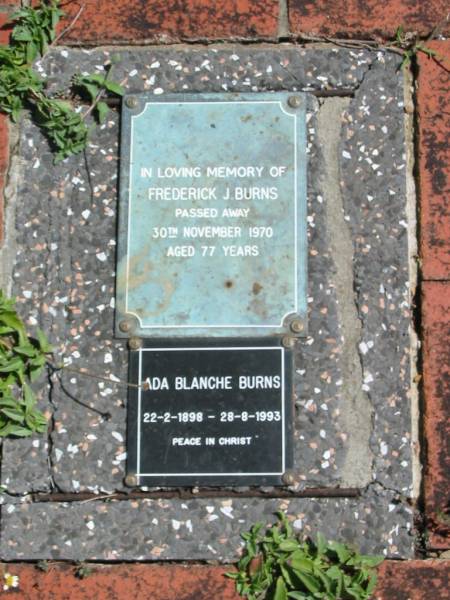 IN LOVING MEMORY OF
FREDERICK J. BURNS
PASSED AWAY
30TH NOVEMBER 1970
AGED 77 YEARS
ADA BLANCHE BURNS
22-2-1898 - 28-8-1993
PEACE IN CHRIST